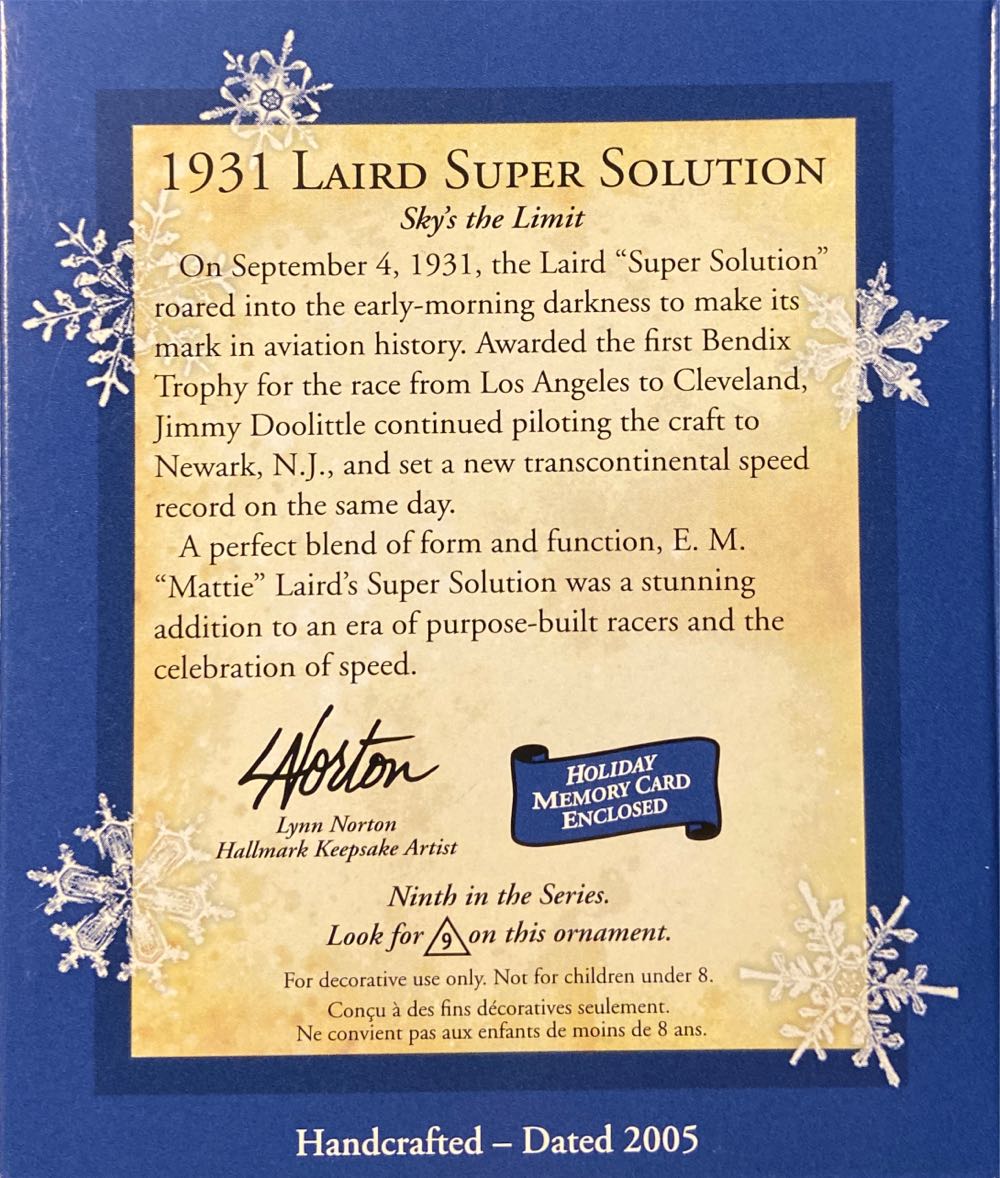 1931 Laird Super Solution
Sky's the Limit
On September 4, 1931, the Laird “Super Solution”
roared into the early-morning darkness to make its
mark in aviation history. Awarded the first Bendix
Trophy for the race from Los Angeles to Cleveland,
Jimmy Doolittle continued piloting the craft to
Newark, N.J., and set a new transcontinental speed
record on the same day.
A perfect blend of form and function, E. M.
“Mattie” Laird's Super Solution was a stunning
addition to an era of purpose-built racers and the
celebration of speed.
LNorton
Lynn Norton
Hallmark Keepsake Artist
Holiday
Memory Card
Enclosed
Ninth in the Series.
Look for 9 on this ornament.
For decorative use only. Not for children under 8.
Conçu à des fins décoratives seulement.
Ne convient pas aux enfants de moins de 8 ans.
Handcrafted – Dated 2005